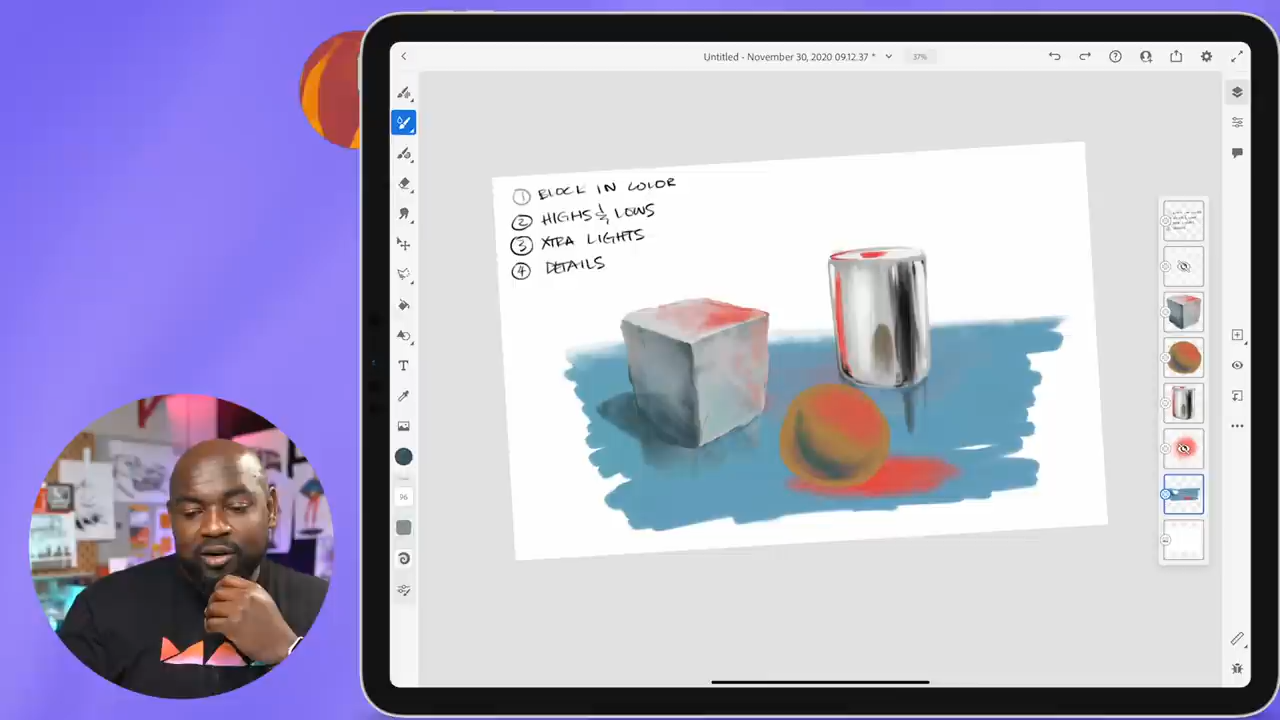 Untitled - November 30, 2020 09.12.37 *
37%
① BLOCK IN COLOR
② HIGHS & LOWS
③ XTRA LIGHTS
④ DETAILS
T
96